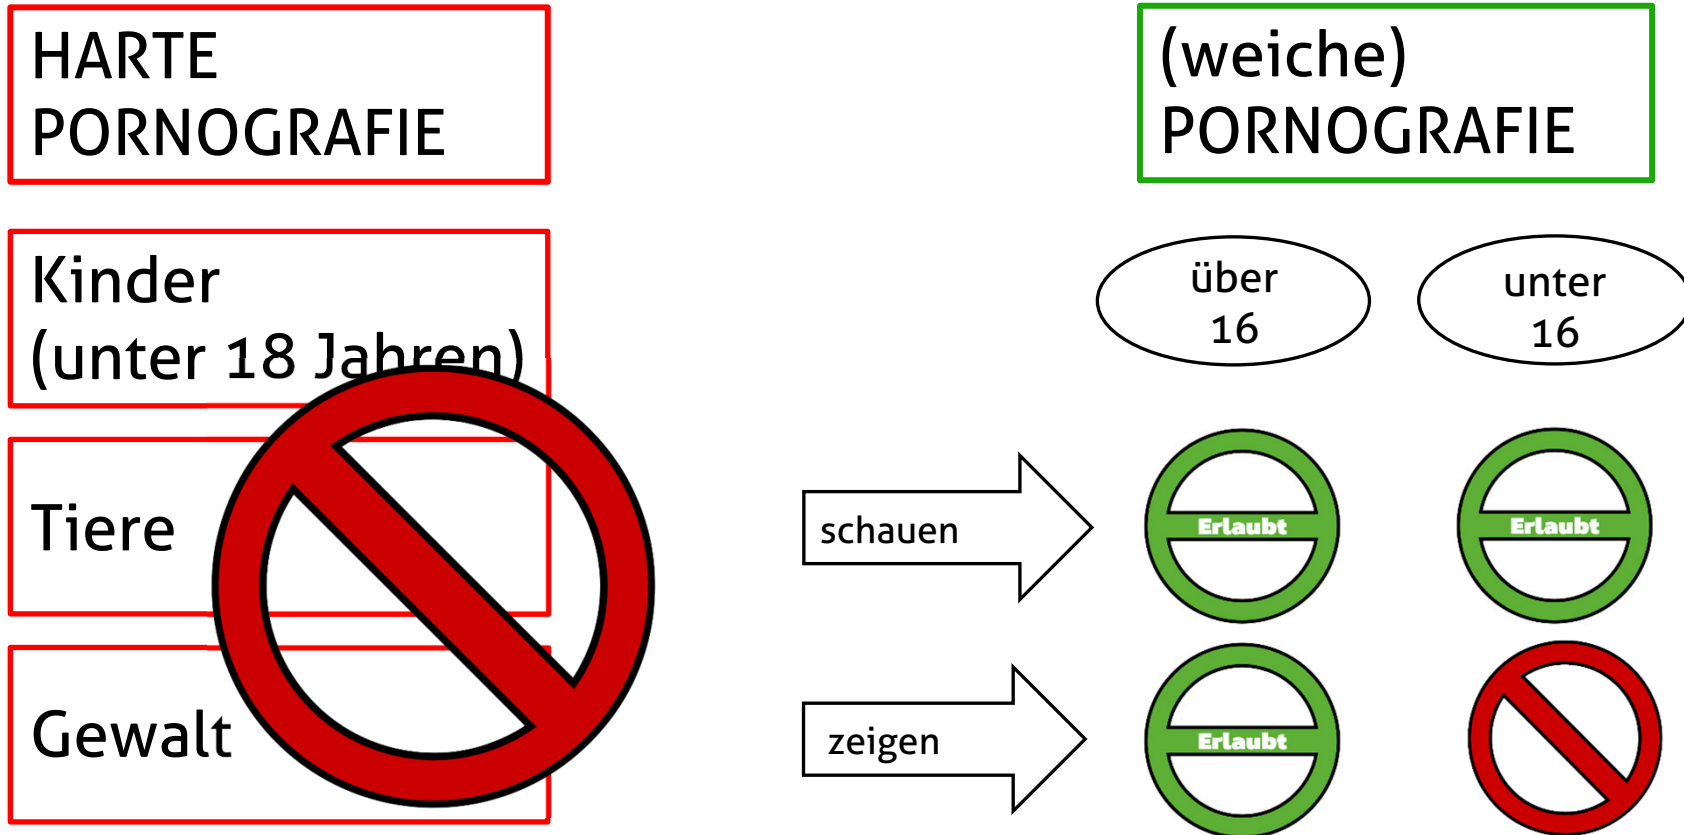 HARTE
PORNOGRAFIE
(weiche)
PORNOGRAFIE
Kinder
(unter 18 Jahren)
über
16
unter
16
Tiere
schauen
Erlaubt
Erlaubt
Gewalt
zeigen
Erlaubt